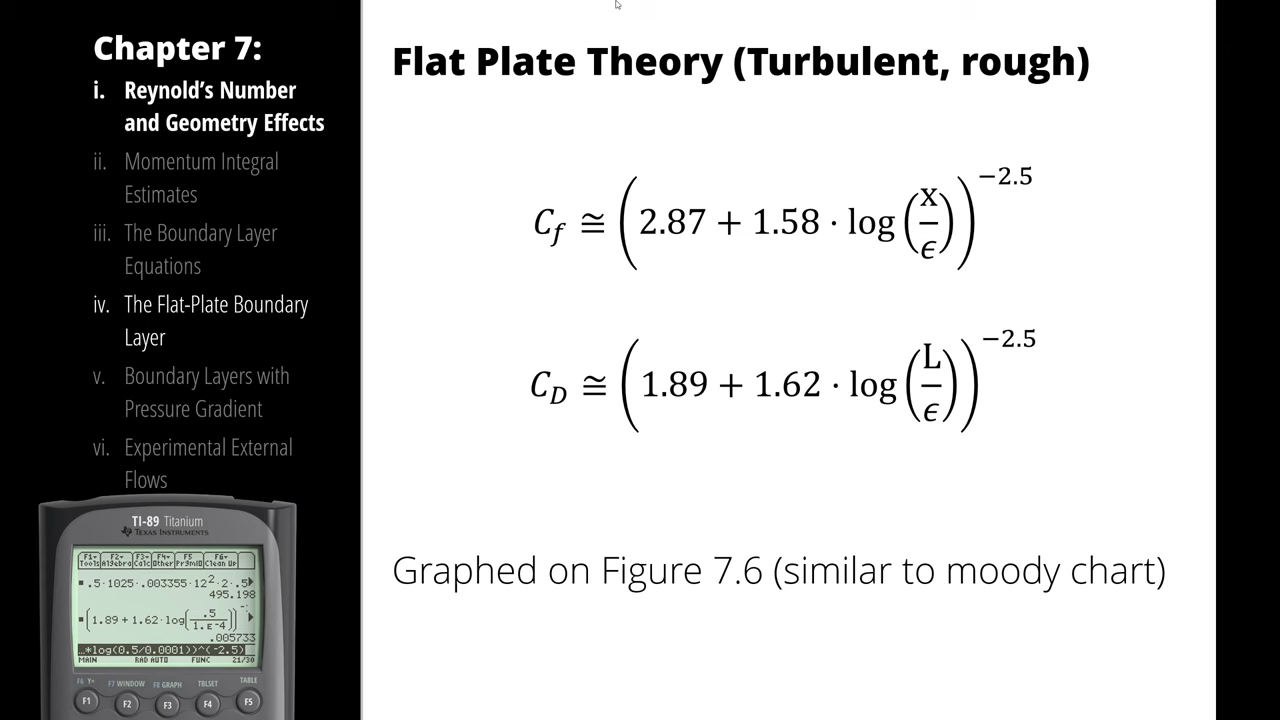 Chapter 7:
i. Reynold's Number
and Geometry Effects
ii. Momentum Integral
Estimates
iii. The Boundary Layer
Equations
iv. The Flat-Plate Boundary
Layer
v. Boundary Layers with
Pressure Gradient
vi. Experimental External
Flows
Flat Plate Theory (Turbulent, rough)
C_f ≅ (2.87 + 1.58 · log(x/ϵ))^−2.5
C_D ≅ (1.89 + 1.62 · log(L/ϵ))^−2.5
Graphed on Figure 7.6 (similar to moody chart)
TI-89 Titanium
TEXAS INSTRUMENTS
F1▾ F2▾ F3▾ F4▾ F5 F6▾
Tools Algebra Calc Other PrgmIO Clean Up
▪ .5·1025·.003355·12²·2·.5▸
495.198
▪ (1.89 + 1.62·log(.5/1.E-4))^-▸
.005733
…*log(0.5/0.0001))^(-2.5)
MAIN RAD AUTO FUNC 21/30
F6 Y= F7 WINDOW F8 GRAPH TBLSET TABLE
F1 F2 F3 F4 F5